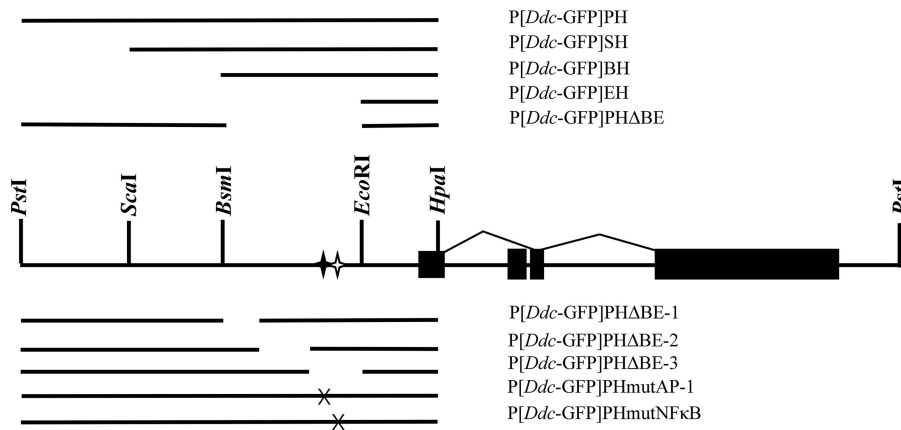 P[Ddc-GFP]PH
P[Ddc-GFP]SH
P[Ddc-GFP]BH
P[Ddc-GFP]EH
P[Ddc-GFP]PHΔBE
PstI
ScaI
BsmI
EcoRI
HpaI
PstI
P[Ddc-GFP]PHΔBE-1
P[Ddc-GFP]PHΔBE-2
P[Ddc-GFP]PHΔBE-3
P[Ddc-GFP]PHmutAP-1
X
P[Ddc-GFP]PHmutNFκB
X